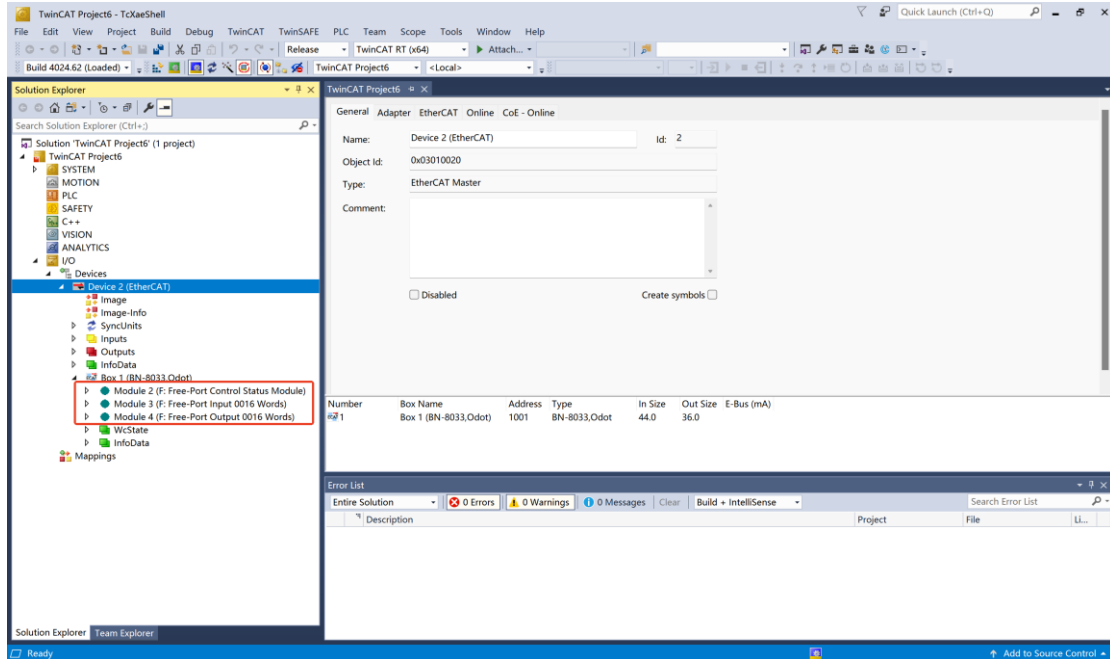 TwinCAT Project6 - TcXaeShell
Quick Launch (Ctrl+Q)
File Edit View Project Build Debug TwinCAT TwinSAFE PLC Team Scope Tools Window Help
Release TwinCAT RT (x64) Attach...
Build 4024.62 (Loaded) TwinCAT Project6 <Local>
Solution Explorer
Search Solution Explorer (Ctrl+;)
Solution 'TwinCAT Project6' (1 project)
TwinCAT Project6
SYSTEM
MOTION
PLC
SAFETY
C++
VISION
ANALYTICS
I/O
Devices
Device 2 (EtherCAT)
Image
Image-Info
SyncUnits
Inputs
Outputs
InfoData
Box 1 (BN-8033,Odot)
Module 2 (F: Free-Port Control Status Module)
Module 3 (F: Free-Port Input 0016 Words)
Module 4 (F: Free-Port Output 0016 Words)
WcState
InfoData
Mappings
Solution Explorer Team Explorer
TwinCAT Project6
General Adapter EtherCAT Online CoE - Online
Name: Device 2 (EtherCAT) Id: 2
Object Id: 0x03010020
Type: EtherCAT Master
Comment:
Disabled Create symbols
Number Box Name Address Type In Size Out Size E-Bus (mA)
1 Box 1 (BN-8033,Odot) 1001 BN-8033,Odot 44.0 36.0
Error List
Entire Solution 0 Errors 0 Warnings 0 Messages Clear Build + IntelliSense Search Error List
Description Project File Li...
Ready Add to Source Control